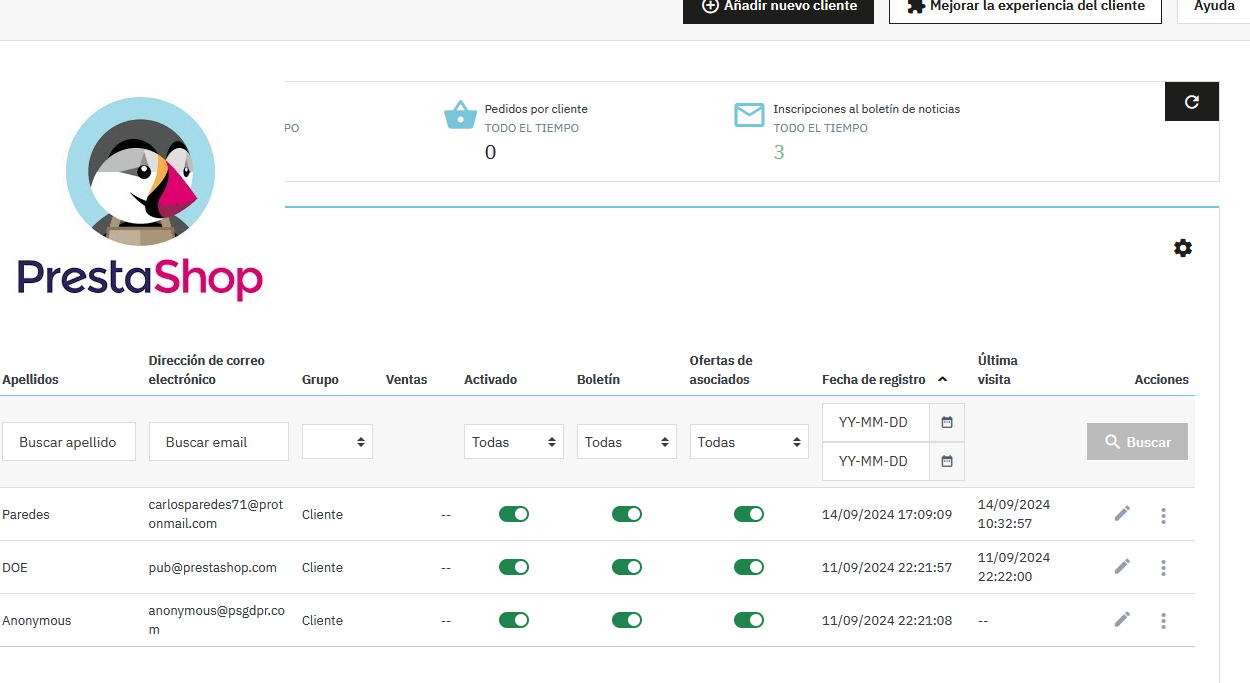 Añadir nuevo cliente
Mejorar la experiencia del cliente
Ayuda
Pedidos por cliente
Inscripciones al boletín de noticias
PO
TODO EL TIEMPO
TODO EL TIEMPO
0
3
PrestaShop
Apellidos
Dirección de correo
electrónico
Grupo
Ventas
Activado
Boletín
Ofertas de
asociados
Fecha de registro
Última
visita
Acciones
Buscar apellido
Buscar email
Todas
Todas
Todas
YY-MM-DD
YY-MM-DD
Buscar
Paredes
carlosparedes71@prot
onmail.com
Cliente
--
14/09/2024 17:09:09
14/09/2024
10:32:57
DOE
pub@prestashop.com
Cliente
--
11/09/2024 22:21:57
11/09/2024
22:22:00
Anonymous
anonymous@psgdpr.co
m
Cliente
--
11/09/2024 22:21:08
--